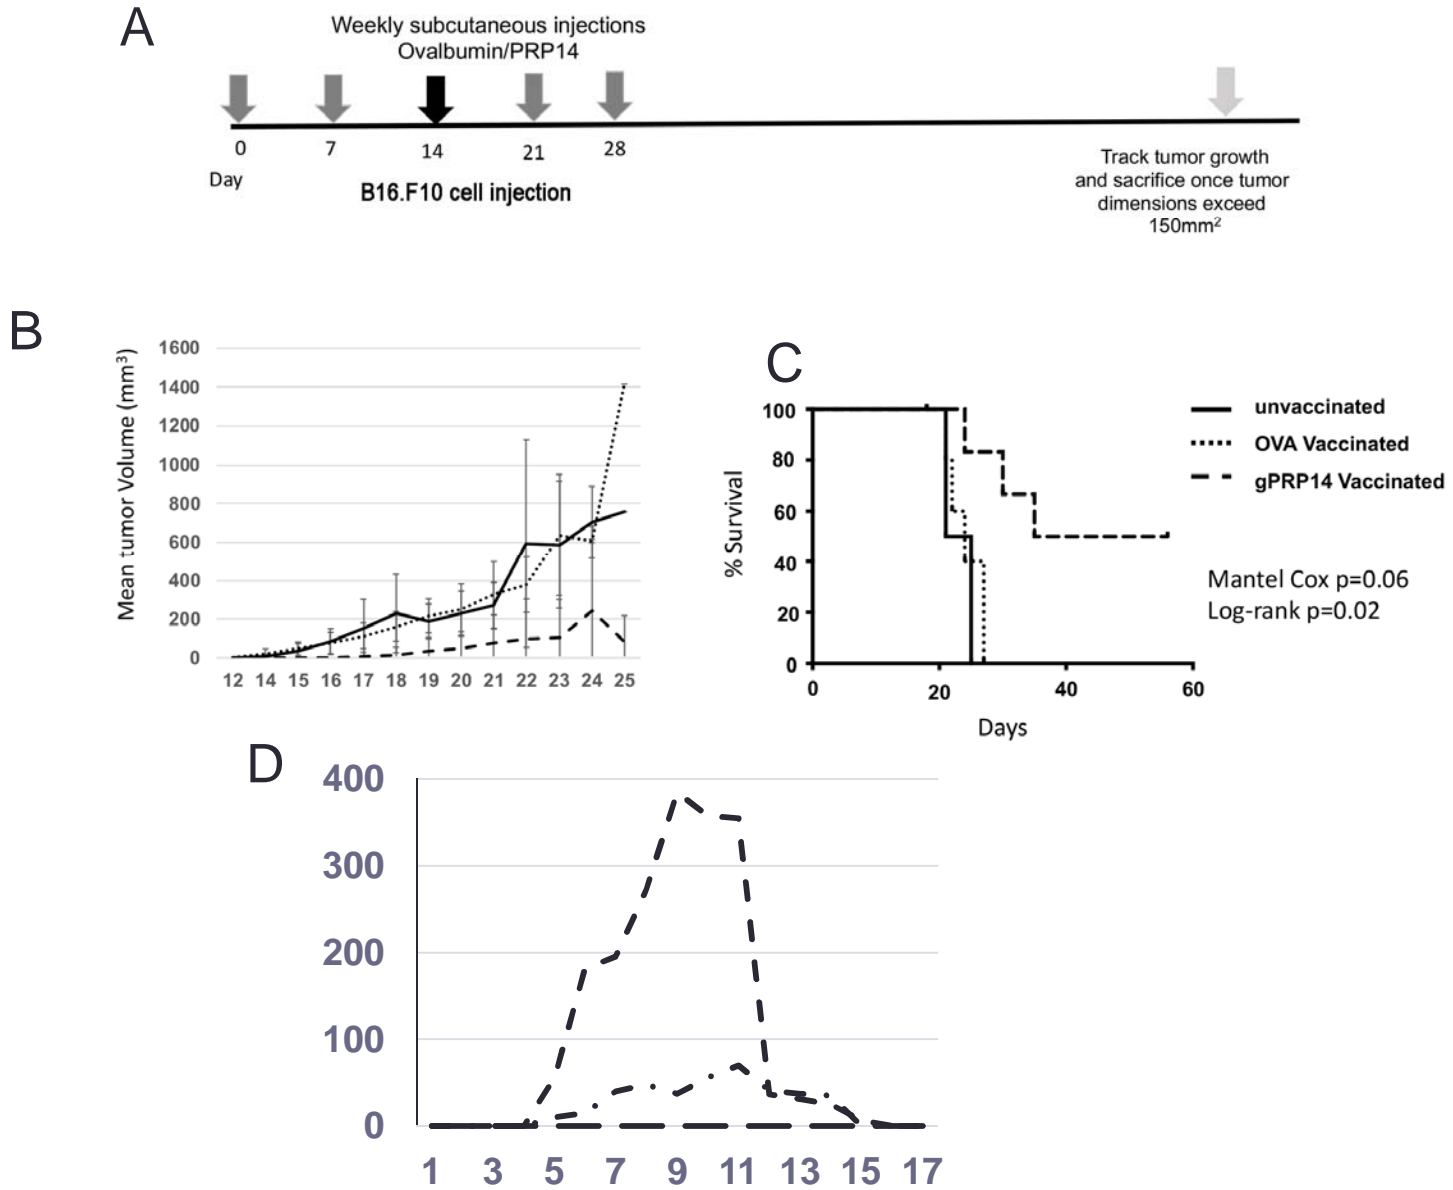 A
Weekly subcutaneous injections
Ovalbumin/PRP14
0 7 14 21 28
Day
B16.F10 cell injection
Track tumor growth
and sacrifice once tumor
dimensions exceed
150mm²
B
Mean tumor Volume (mm³)
1600
1400
1200
1000
800
600
400
200
0
12 14 15 16 17 18 19 20 21 22 23 24 25
C
% Survival
100
80
60
40
20
0
0 20 40 60
Days
unvaccinated
OVA Vaccinated
gPRP14 Vaccinated
Mantel Cox p=0.06
Log-rank p=0.02
D
400
300
200
100
0
1 3 5 7 9 11 13 15 17